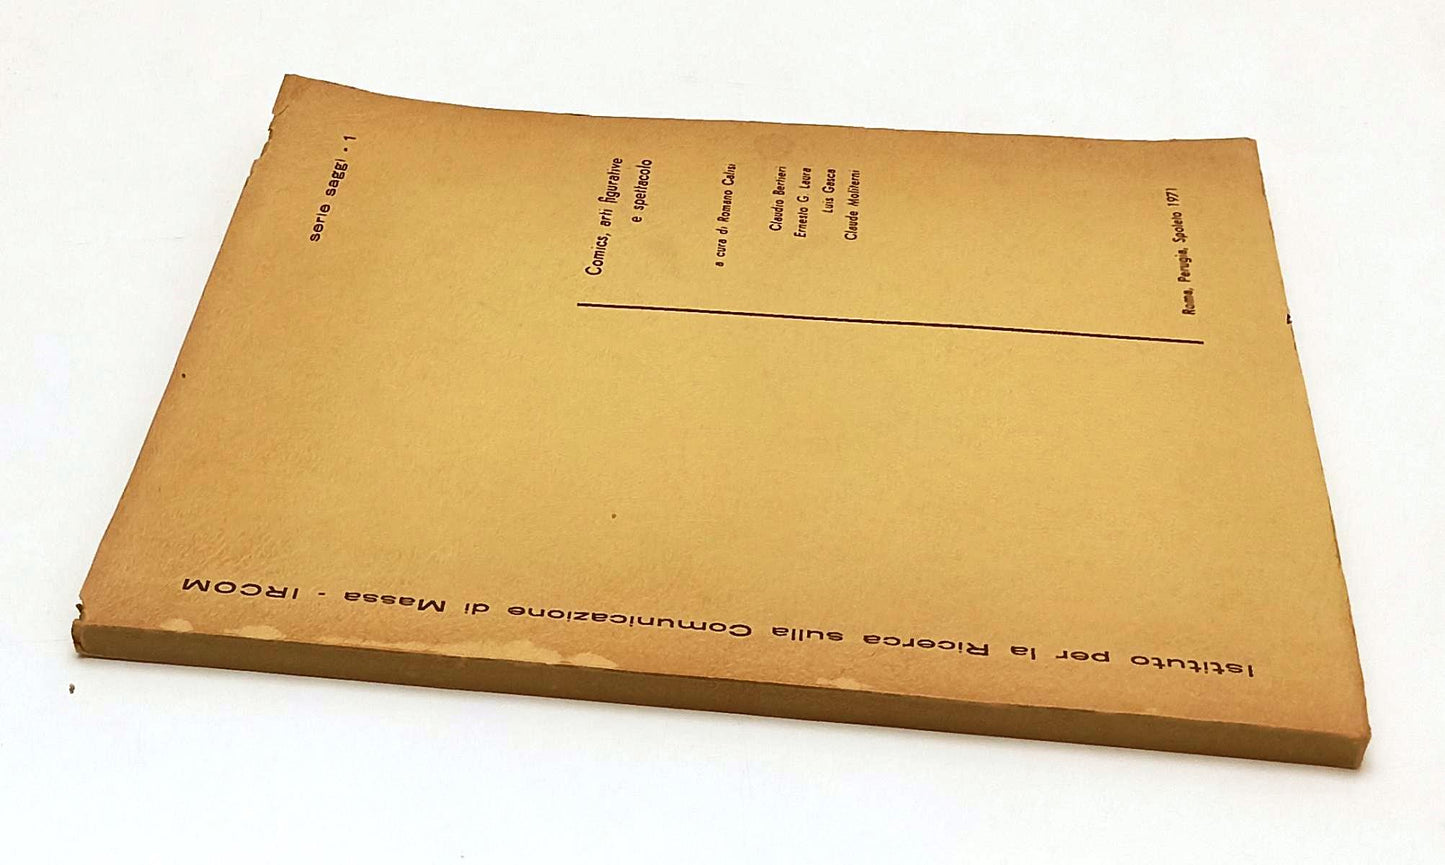 serie saggi • 1
Comics, arti figurative
e spettacolo
a cura di Romano Calisi
Claudio Bertieri
Ernesto G. Laura
Luis Gasca
Claude Moliterni
Roma, Perugia, Spoleto 1971
Istituto per la Ricerca sulla Comunicazione di Massa - IRCOM